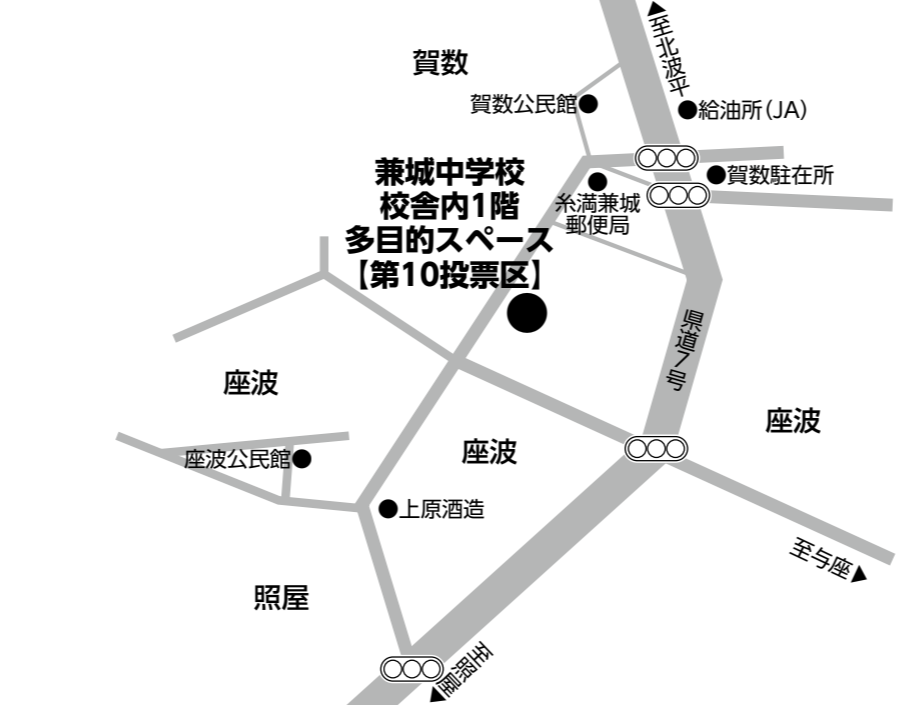 至北波平
賀数
賀数公民館
給油所(JA)
兼城中学校
校舎内1階
多目的スペース
【第10投票区】
賀数駐在所
糸満兼城
郵便局
県道7号
座波
座波
座波
座波公民館
上原酒造
至与座
照屋
至照屋